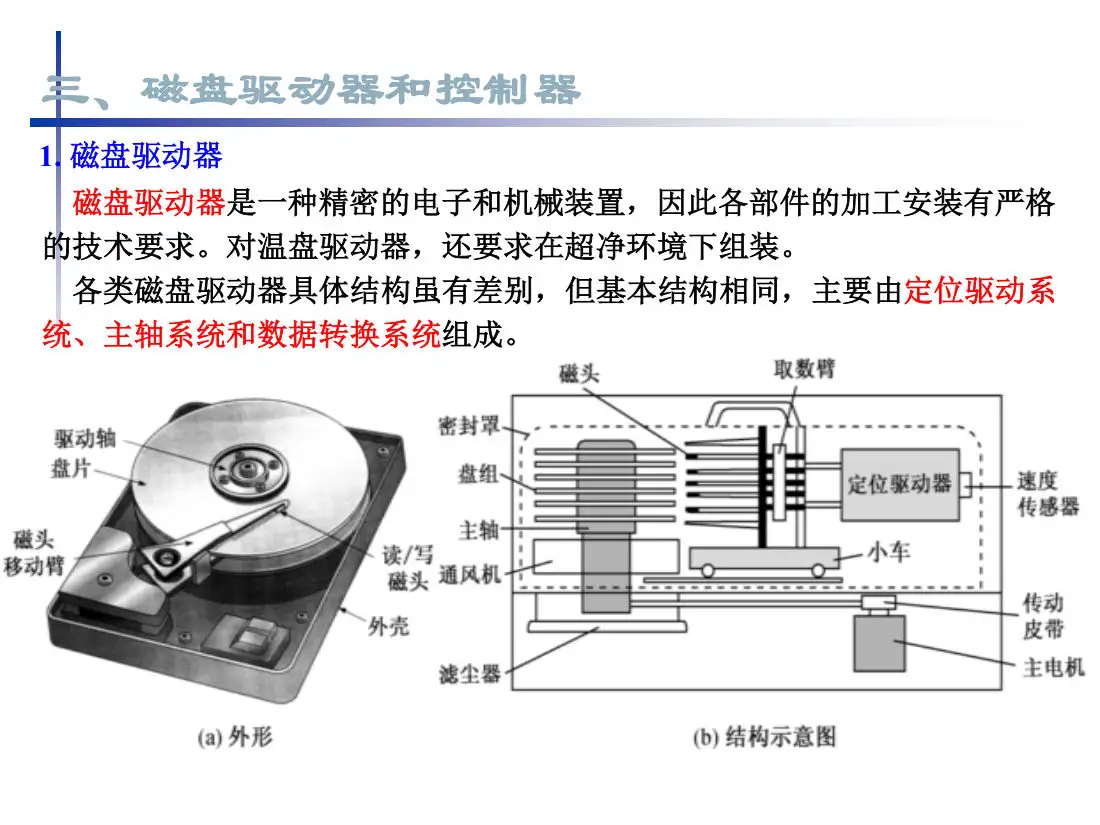 三、磁盘驱动器和控制器
1. 磁盘驱动器
磁盘驱动器是一种精密的电子和机械装置，因此各部件的加工安装有严格
的技术要求。对温盘驱动器，还要求在超净环境下组装。
各类磁盘驱动器具体结构虽有差别，但基本结构相同，主要由定位驱动系
统、主轴系统和数据转换系统组成。
驱动轴
盘片
磁头
移动臂
读/写
磁头
外壳
(a) 外形
磁头
取数臂
密封罩
盘组
主轴
通风机
滤尘器
定位驱动器
速度
传感器
小车
传动
皮带
主电机
(b) 结构示意图